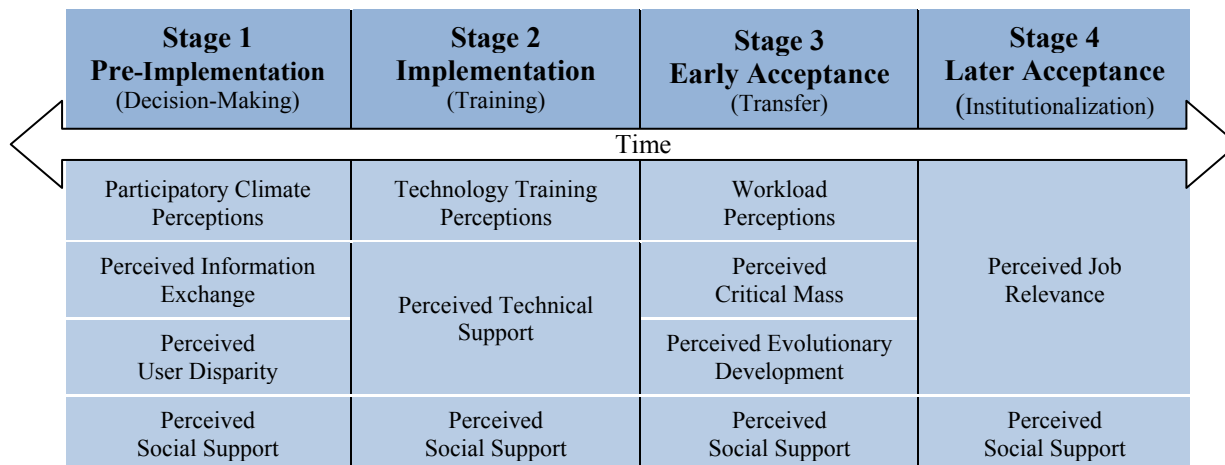 Stage 1
Pre-Implementation
(Decision-Making)
Stage 2
Implementation
(Training)
Stage 3
Early Acceptance
(Transfer)
Stage 4
Later Acceptance
(Institutionalization)
Time
Participatory Climate
Perceptions
Technology Training
Perceptions
Workload
Perceptions
Perceived Information
Exchange
Perceived Technical
Support
Perceived
Critical Mass
Perceived Job
Relevance
Perceived
User Disparity
Perceived Evolutionary
Development
Perceived
Social Support
Perceived
Social Support
Perceived
Social Support
Perceived
Social Support